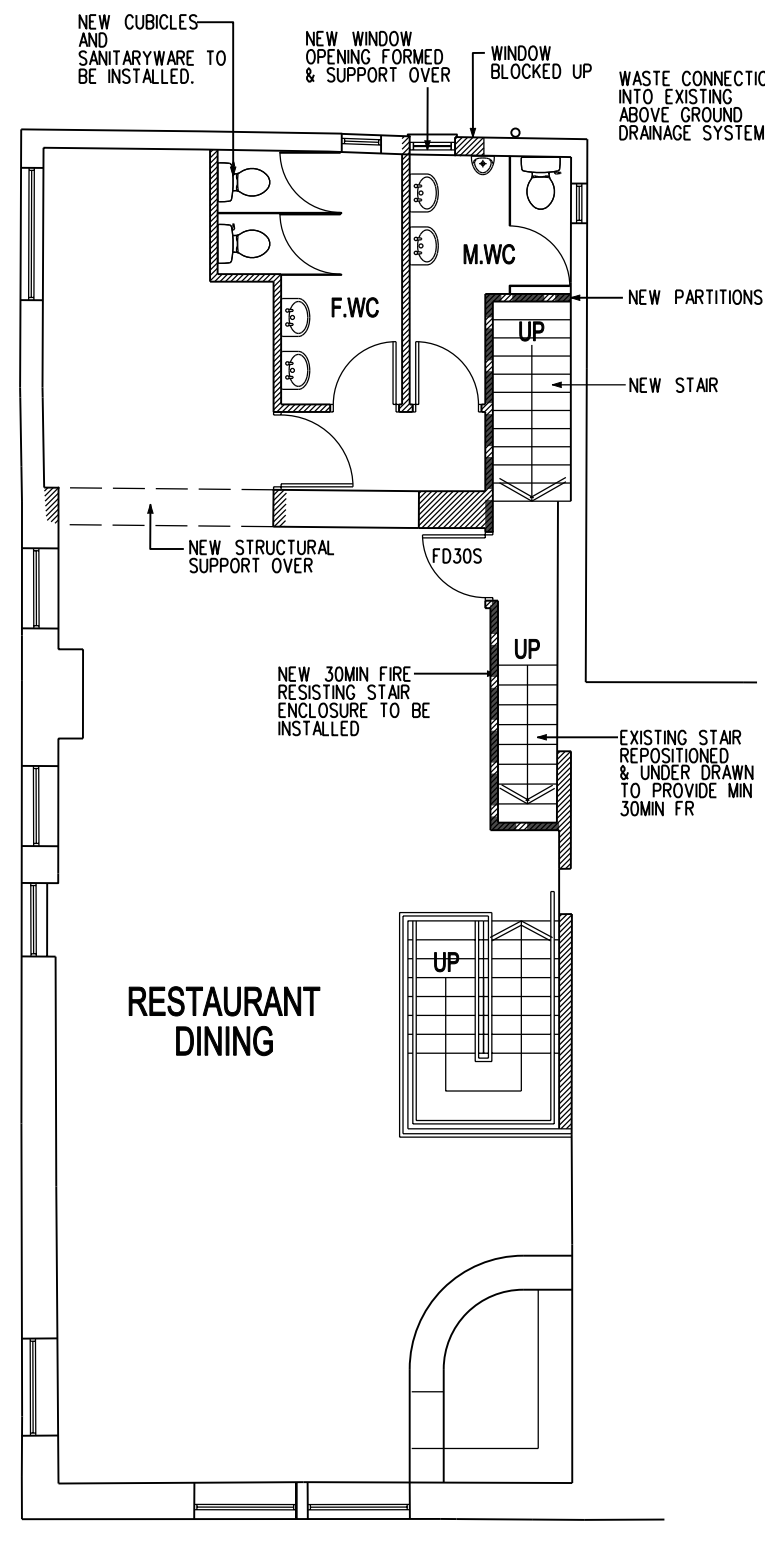 NEW CUBICLES
AND
SANITARYWARE TO
BE INSTALLED.
NEW WINDOW
OPENING FORMED
& SUPPORT OVER
WINDOW
BLOCKED UP
WASTE CONNECTIO
INTO EXISTING
ABOVE GROUND
DRAINAGE SYSTEM
M.WC
F.WC
NEW PARTITIONS
UP
NEW STAIR
NEW STRUCTURAL
SUPPORT OVER
FD30S
UP
NEW 30MIN FIRE
RESISTING STAIR
ENCLOSURE TO BE
INSTALLED
EXISTING STAIR
REPOSITIONED
& UNDER DRAWN
TO PROVIDE MIN
30MIN FR
UP
RESTAURANT
DINING